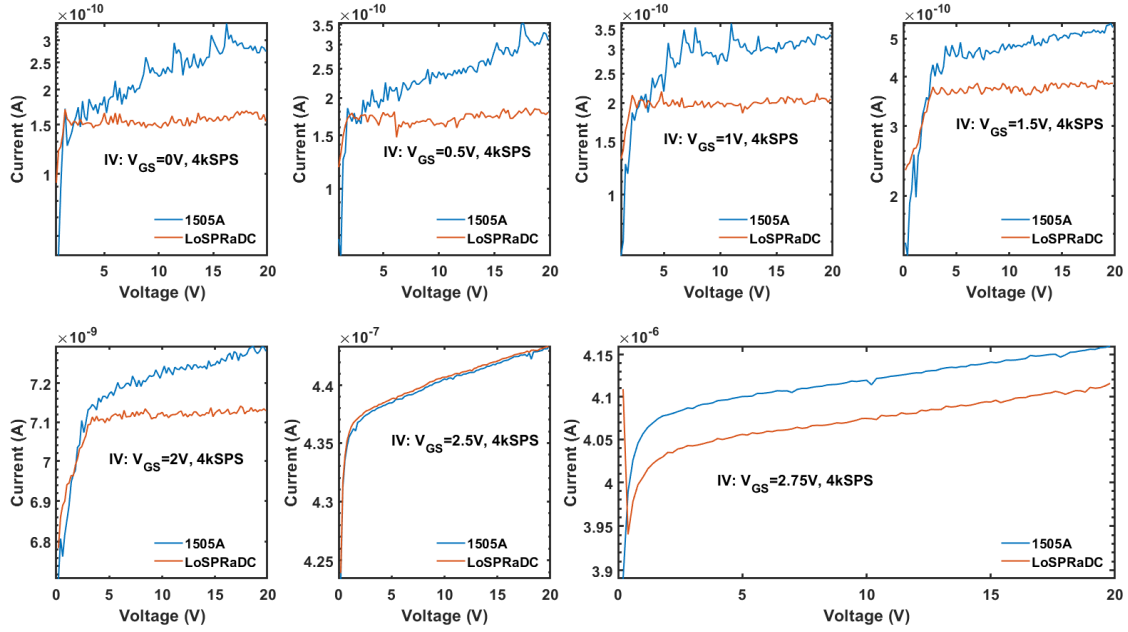 ×10⁻¹⁰
Current (A)
3
2.5
2
1.5
1
IV: V_GS=0V, 4kSPS
1505A
LoSPRaDC
5 10 15 20
Voltage (V)
×10⁻¹⁰
Current (A)
3.5
3
2.5
2
1.5
1
IV: V_GS=0.5V, 4kSPS
1505A
LoSPRaDC
5 10 15 20
Voltage (V)
×10⁻¹⁰
Current (A)
3.5
3
2.5
2
1.5
1
IV: V_GS=1V, 4kSPS
1505A
LoSPRaDC
5 10 15 20
Voltage (V)
×10⁻¹⁰
Current (A)
5
4
3
2
IV: V_GS=1.5V, 4kSPS
1505A
LoSPRaDC
0 5 10 15 20
Voltage (V)
×10⁻⁹
Current (A)
7.2
7.1
7
6.9
6.8
IV: V_GS=2V, 4kSPS
1505A
LoSPRaDC
0 5 10 15 20
Voltage (V)
×10⁻⁷
Current (A)
4.4
4.35
4.3
4.25
IV: V_GS=2.5V, 4kSPS
1505A
LoSPRaDC
0 5 10 15 20
Voltage (V)
×10⁻⁶
Current (A)
4.15
4.1
4.05
4
3.95
3.9
IV: V_GS=2.75V, 4kSPS
1505A
LoSPRaDC
0 5 10 15 20
Voltage (V)